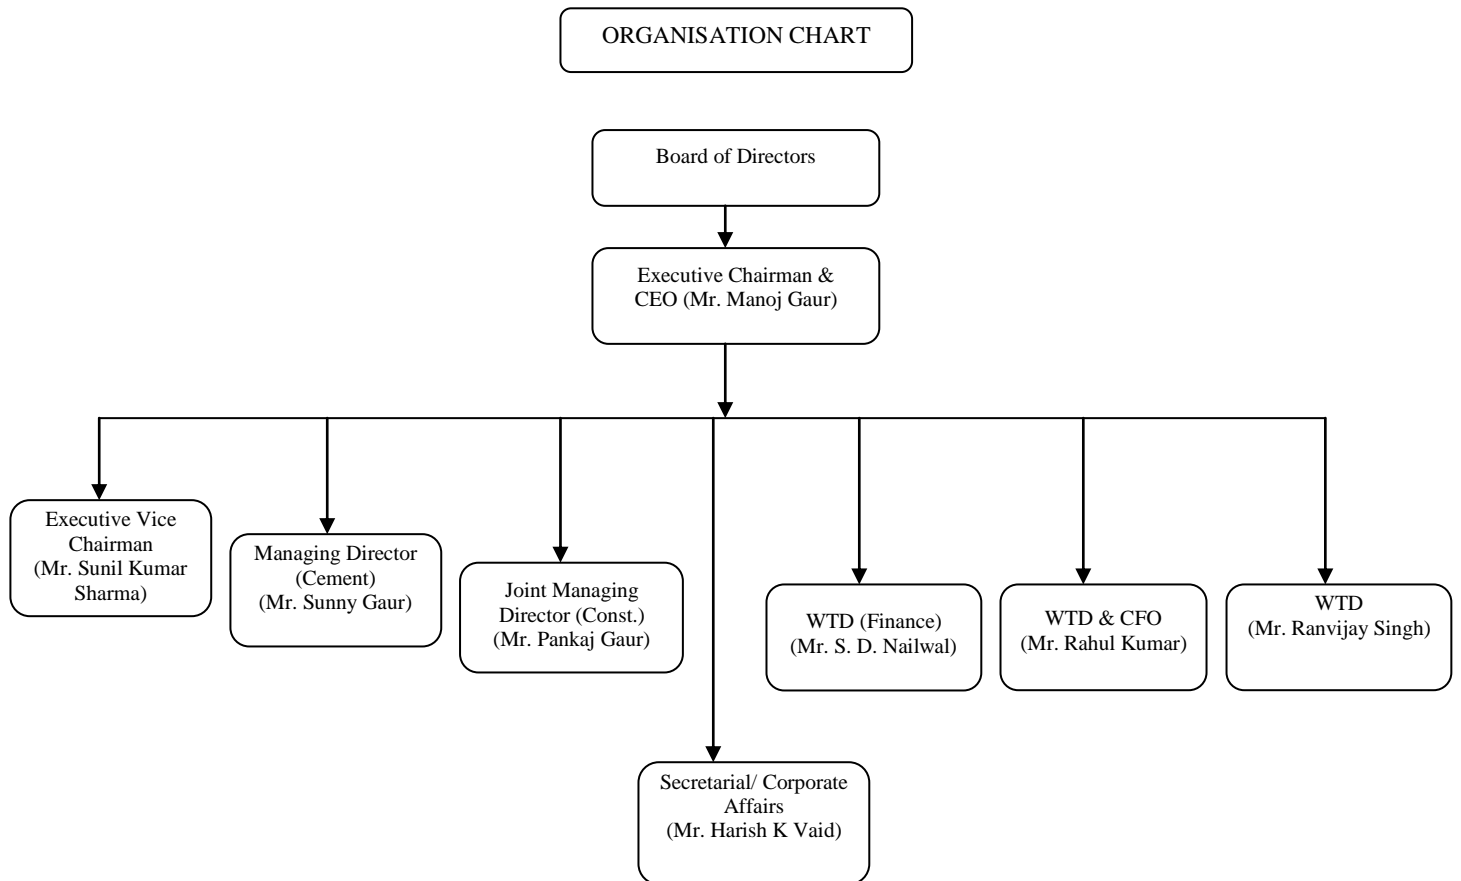 ORGANISATION CHART
Board of Directors
Executive Chairman &
CEO (Mr. Manoj Gaur)
Executive Vice
Chairman
(Mr. Sunil Kumar
Sharma)
Managing Director
(Cement)
(Mr. Sunny Gaur)
Joint Managing
Director (Const.)
(Mr. Pankaj Gaur)
WTD (Finance)
(Mr. S. D. Nailwal)
WTD & CFO
(Mr. Rahul Kumar)
WTD
(Mr. Ranvijay Singh)
Secretarial/ Corporate
Affairs
(Mr. Harish K Vaid)